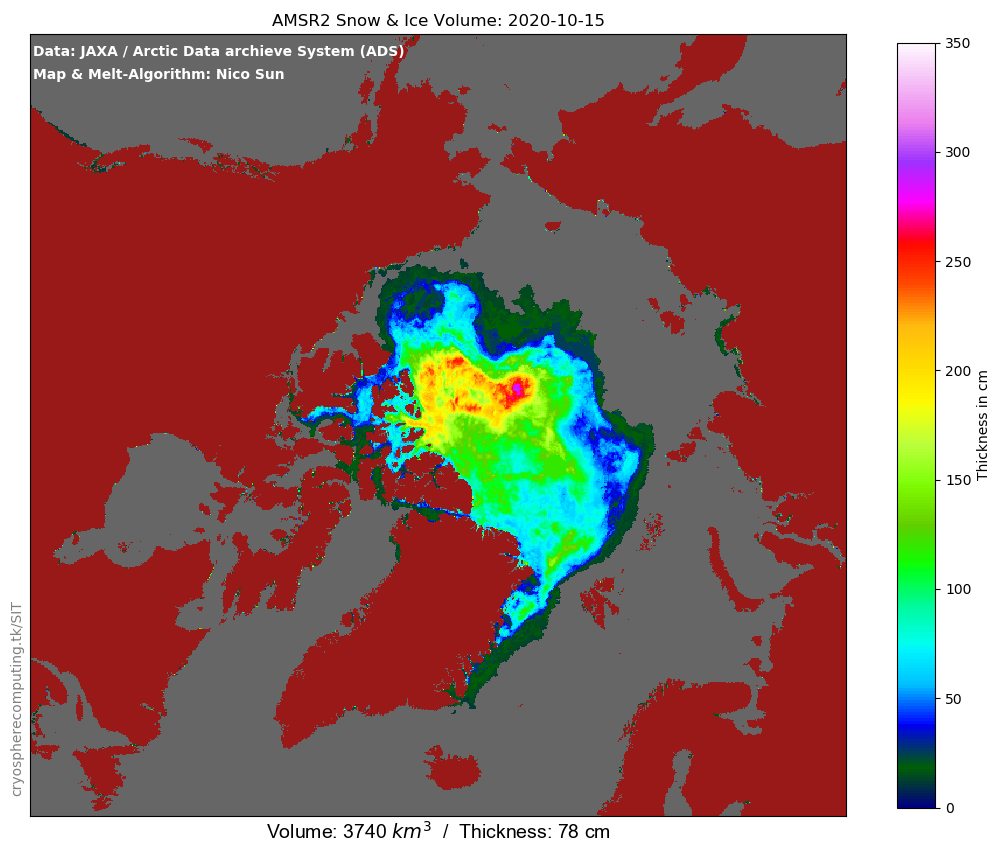 AMSR2 Snow & Ice Volume: 2020-10-15
Data: JAXA / Arctic Data archieve System (ADS)
Map & Melt-Algorithm: Nico Sun
350
300
250
200
150
100
50
0
Thickness in cm
cryospherecomputing.tk/SIT
Volume: 3740 km³ / Thickness: 78 cm